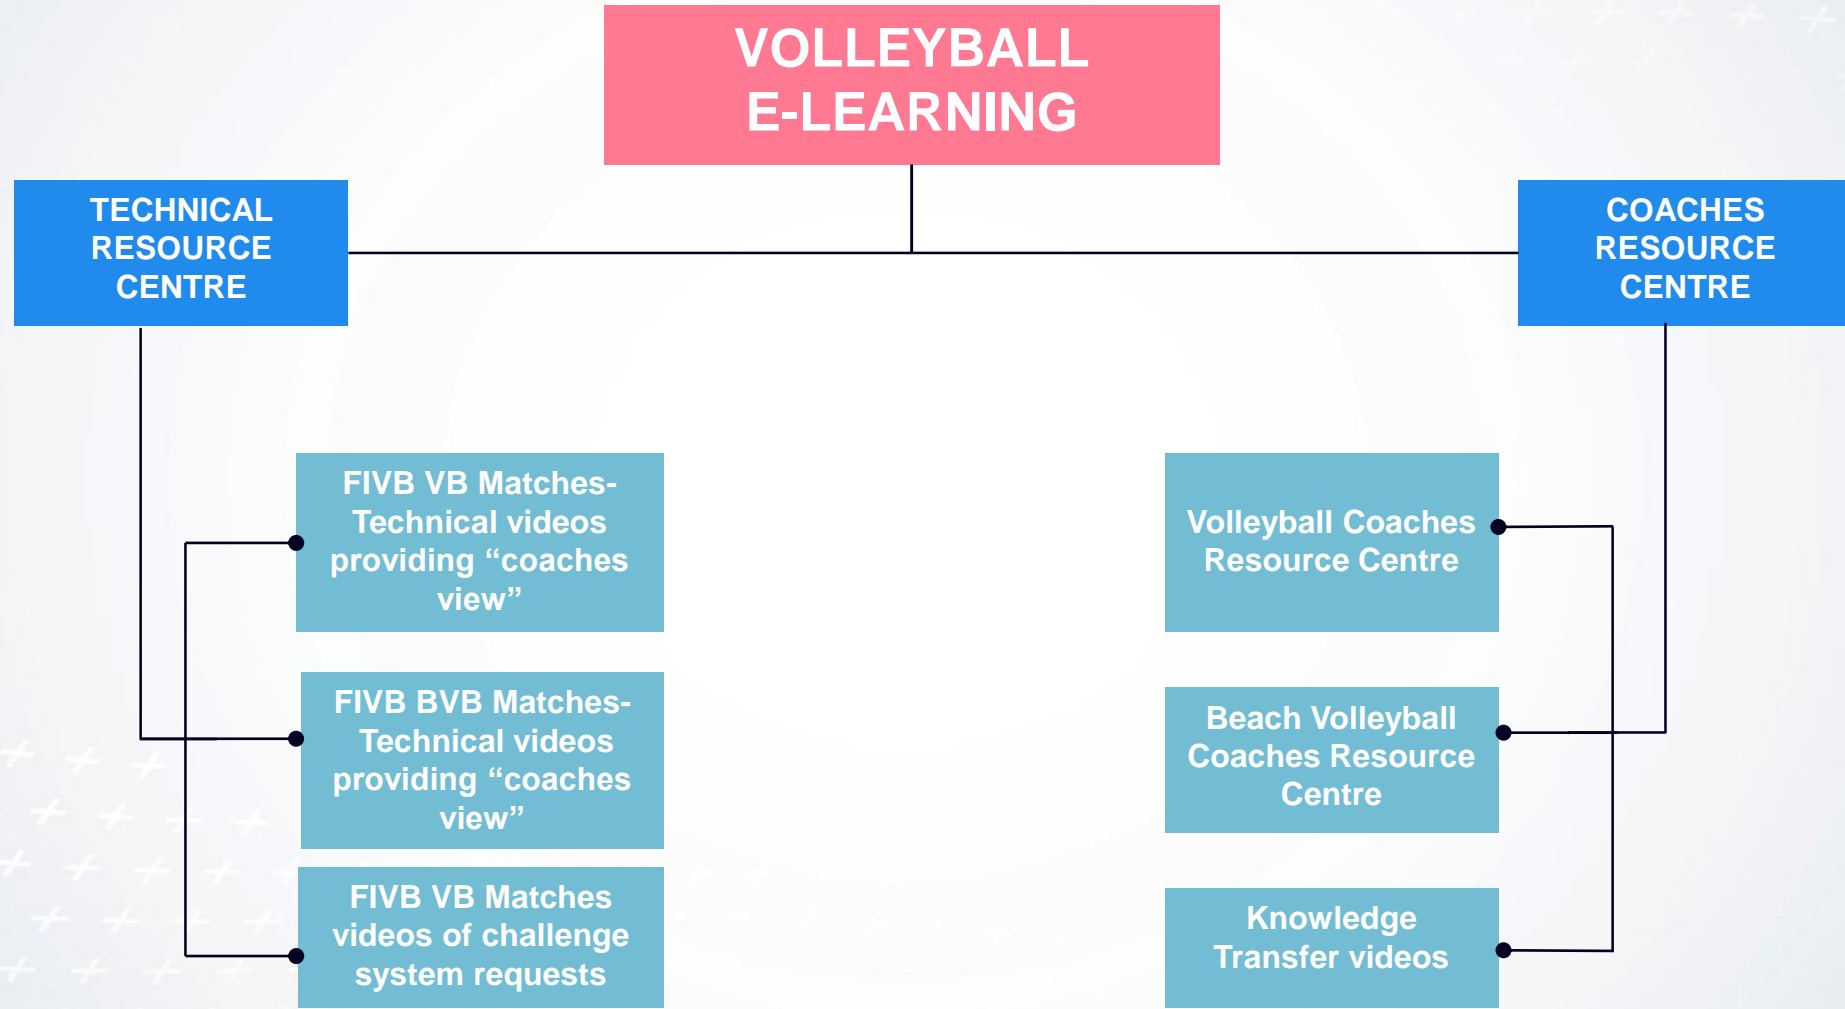 VOLLEYBALL
E-LEARNING
TECHNICAL
RESOURCE
CENTRE
COACHES
RESOURCE
CENTRE
FIVB VB Matches-
Technical videos
providing “coaches
view”
FIVB BVB Matches-
Technical videos
providing “coaches
view”
FIVB VB Matches
videos of challenge
system requests
Volleyball Coaches
Resource Centre
Beach Volleyball
Coaches Resource
Centre
Knowledge
Transfer videos